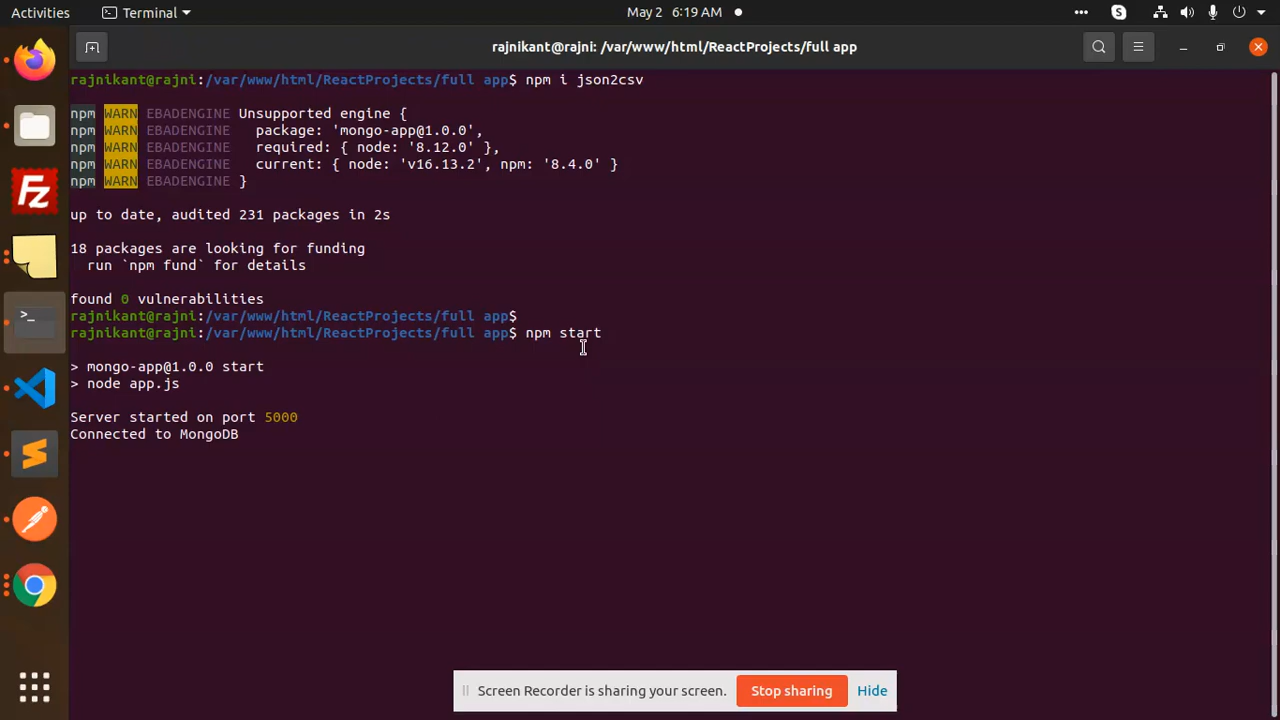 Activities Terminal May 2 6:19 AM
rajnikant@rajni: /var/www/html/ReactProjects/full app
rajnikant@rajni:/var/www/html/ReactProjects/full app$ npm i json2csv
npm WARN EBADENGINE Unsupported engine {
npm WARN EBADENGINE   package: 'mongo-app@1.0.0',
npm WARN EBADENGINE   required: { node: '8.12.0' },
npm WARN EBADENGINE   current: { node: 'v16.13.2', npm: '8.4.0' }
npm WARN EBADENGINE }
up to date, audited 231 packages in 2s
18 packages are looking for funding
  run `npm fund` for details
found 0 vulnerabilities
rajnikant@rajni:/var/www/html/ReactProjects/full app$
rajnikant@rajni:/var/www/html/ReactProjects/full app$ npm start
> mongo-app@1.0.0 start
> node app.js
Server started on port 5000
Connected to MongoDB
Screen Recorder is sharing your screen. Stop sharing Hide